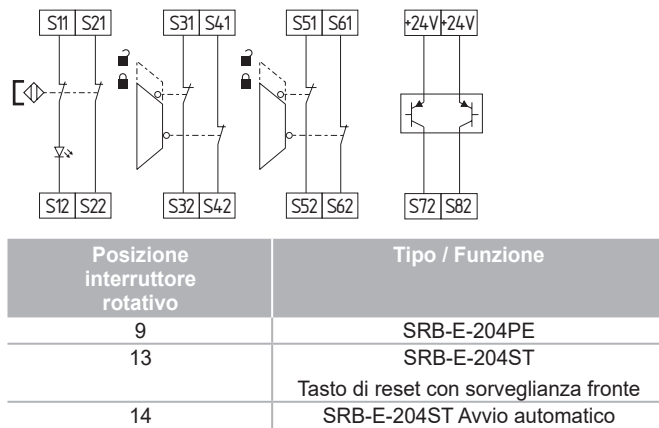 S11 S21 S31 S41 S51 S61 +24V +24V
S12 S22 S32 S42 S52 S62 S72 S82
Posizione interruttore rotativo Tipo / Funzione
9 SRB-E-204PE
13 SRB-E-204ST
Tasto di reset con sorveglianza fronte
14 SRB-E-204ST Avvio automatico